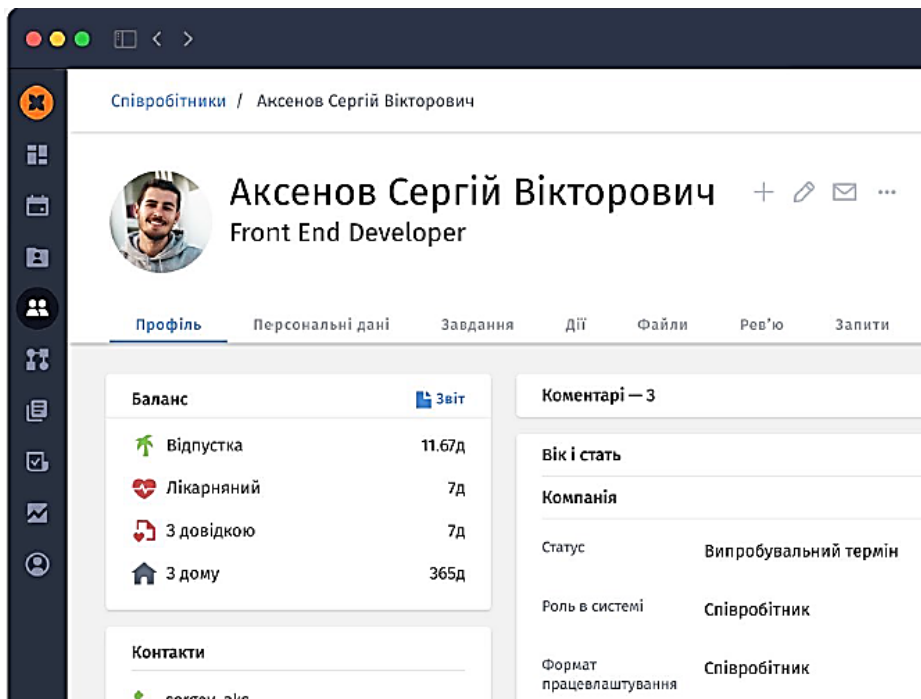 Співробітники / Аксенов Сергій Вікторович
Аксенов Сергій Вікторович
Front End Developer
Профіль Персональні дані Завдання Дії Файли Рев’ю Запити
Баланс Звіт
Відпустка 11.67д
Лікарняний 7д
З довідкою 7д
З дому 365д
Контакти
Коментарі — 3
Вік і стать
Компанія
Статус Випробувальний термін
Роль в системі Співробітник
Формат працевлаштування Співробітник